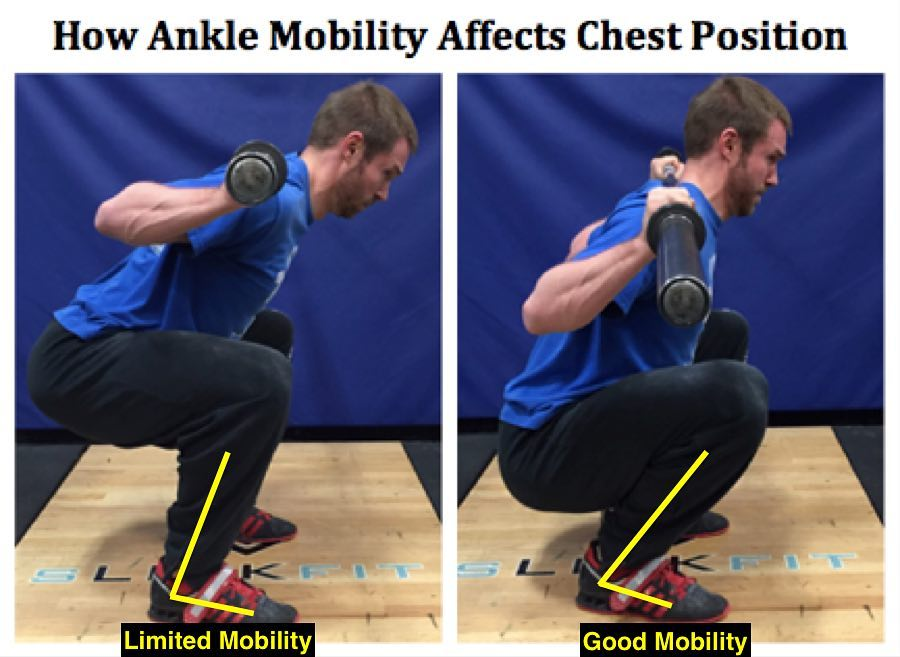 How Ankle Mobility Affects Chest Position
Limited Mobility
Good Mobility